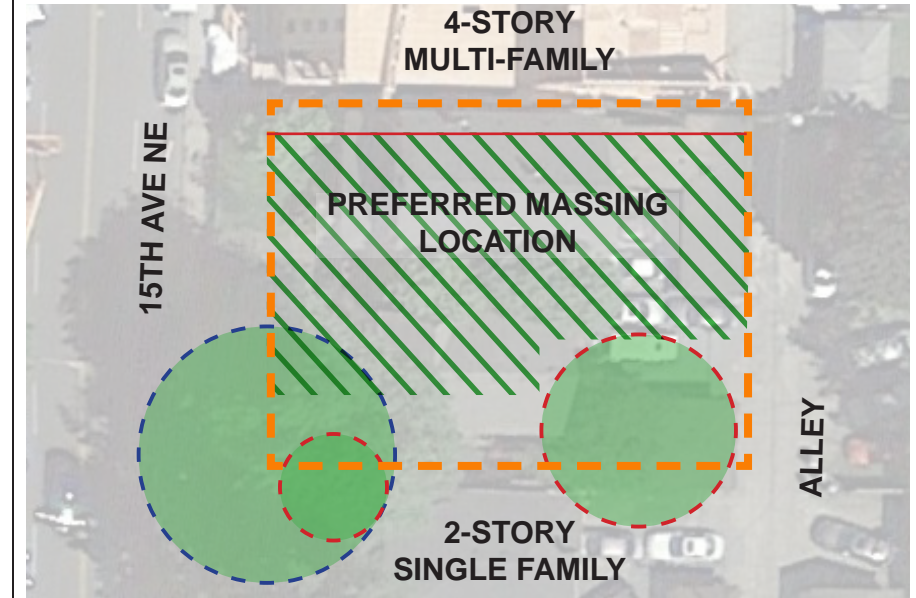 4-STORY
MULTI-FAMILY
15TH AVE NE
PREFERRED MASSING
LOCATION
ALLEY
2-STORY
SINGLE FAMILY